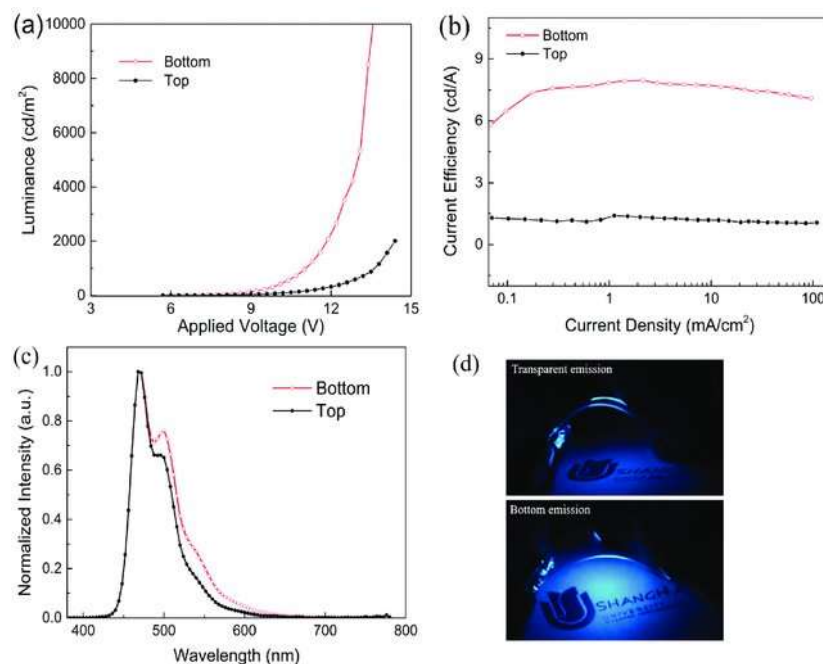 (a)
Bottom
Top
10000
8000
6000
4000
2000
0
Luminance (cd/m²)
3 6 9 12 15
Applied Voltage (V)
(b)
Bottom
Top
9
6
3
0
Current Efficiency (cd/A)
0.1 1 10 100
Current Density (mA/cm²)
(c)
Bottom
Top
1.0
0.8
0.6
0.4
0.2
0.0
Normalized Intensity (a.u.)
400 500 600 700 800
Wavelength (nm)
(d)
Transparent emission
SHANGH
Bottom emission
SHANGH
UNIVERSIT